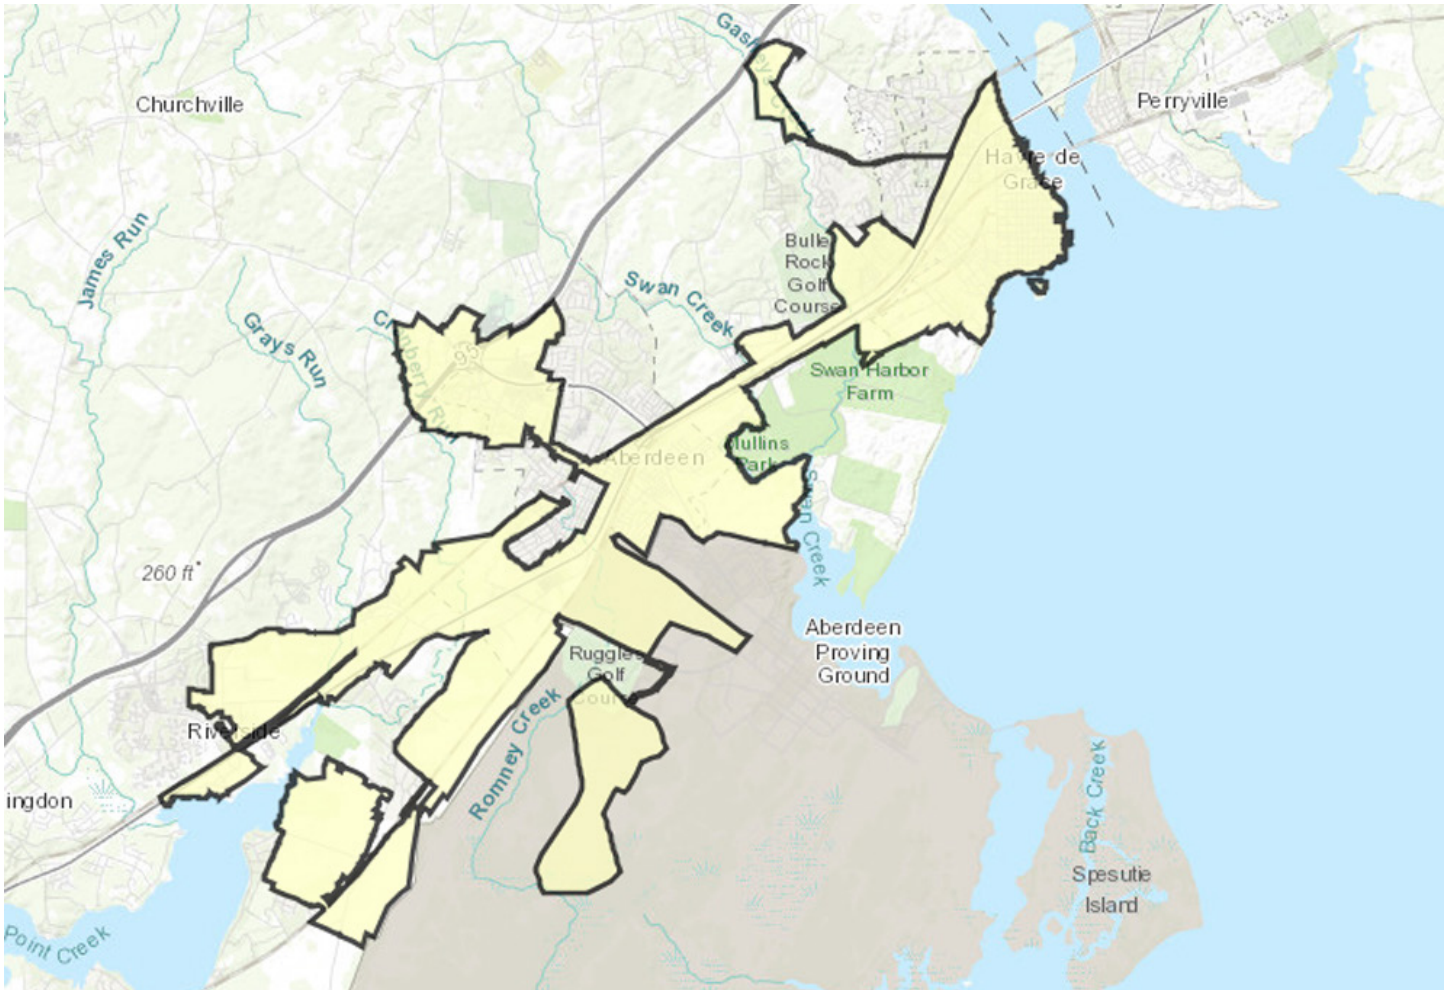 Churchville
Perryville
Havre de
Grace
James Run
Grays Run
Swan Creek
Bulle
Rock
Golf
Course
95
Swan Harbor
Farm
Mullins
Park
Aberdeen
Swan Creek
260 ft
Aberdeen
Proving
Ground
Ruggles
Golf
Course
Riverside
Romney Creek
ingdon
Back Creek
Spesutie
Island
Point Creek